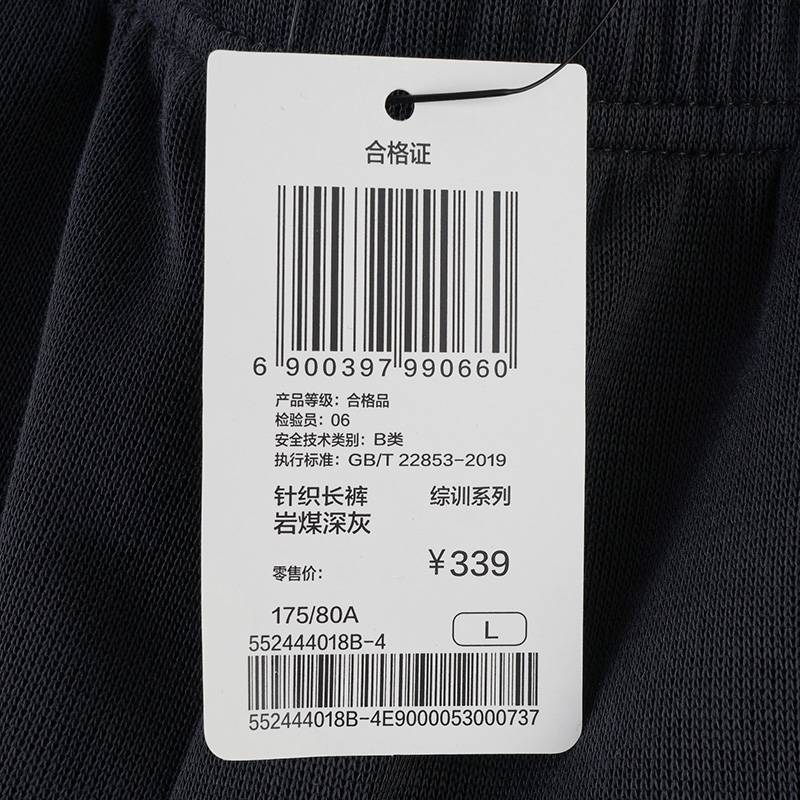 合格证
6 900397 990660
产品等级：合格品
检验员：06
安全技术类别：B类
执行标准：GB/T 22853-2019
针织长裤 综训系列
岩煤深灰
零售价： ¥339
175/80A
552444018B-4 L
552444018B-4E9000053000737